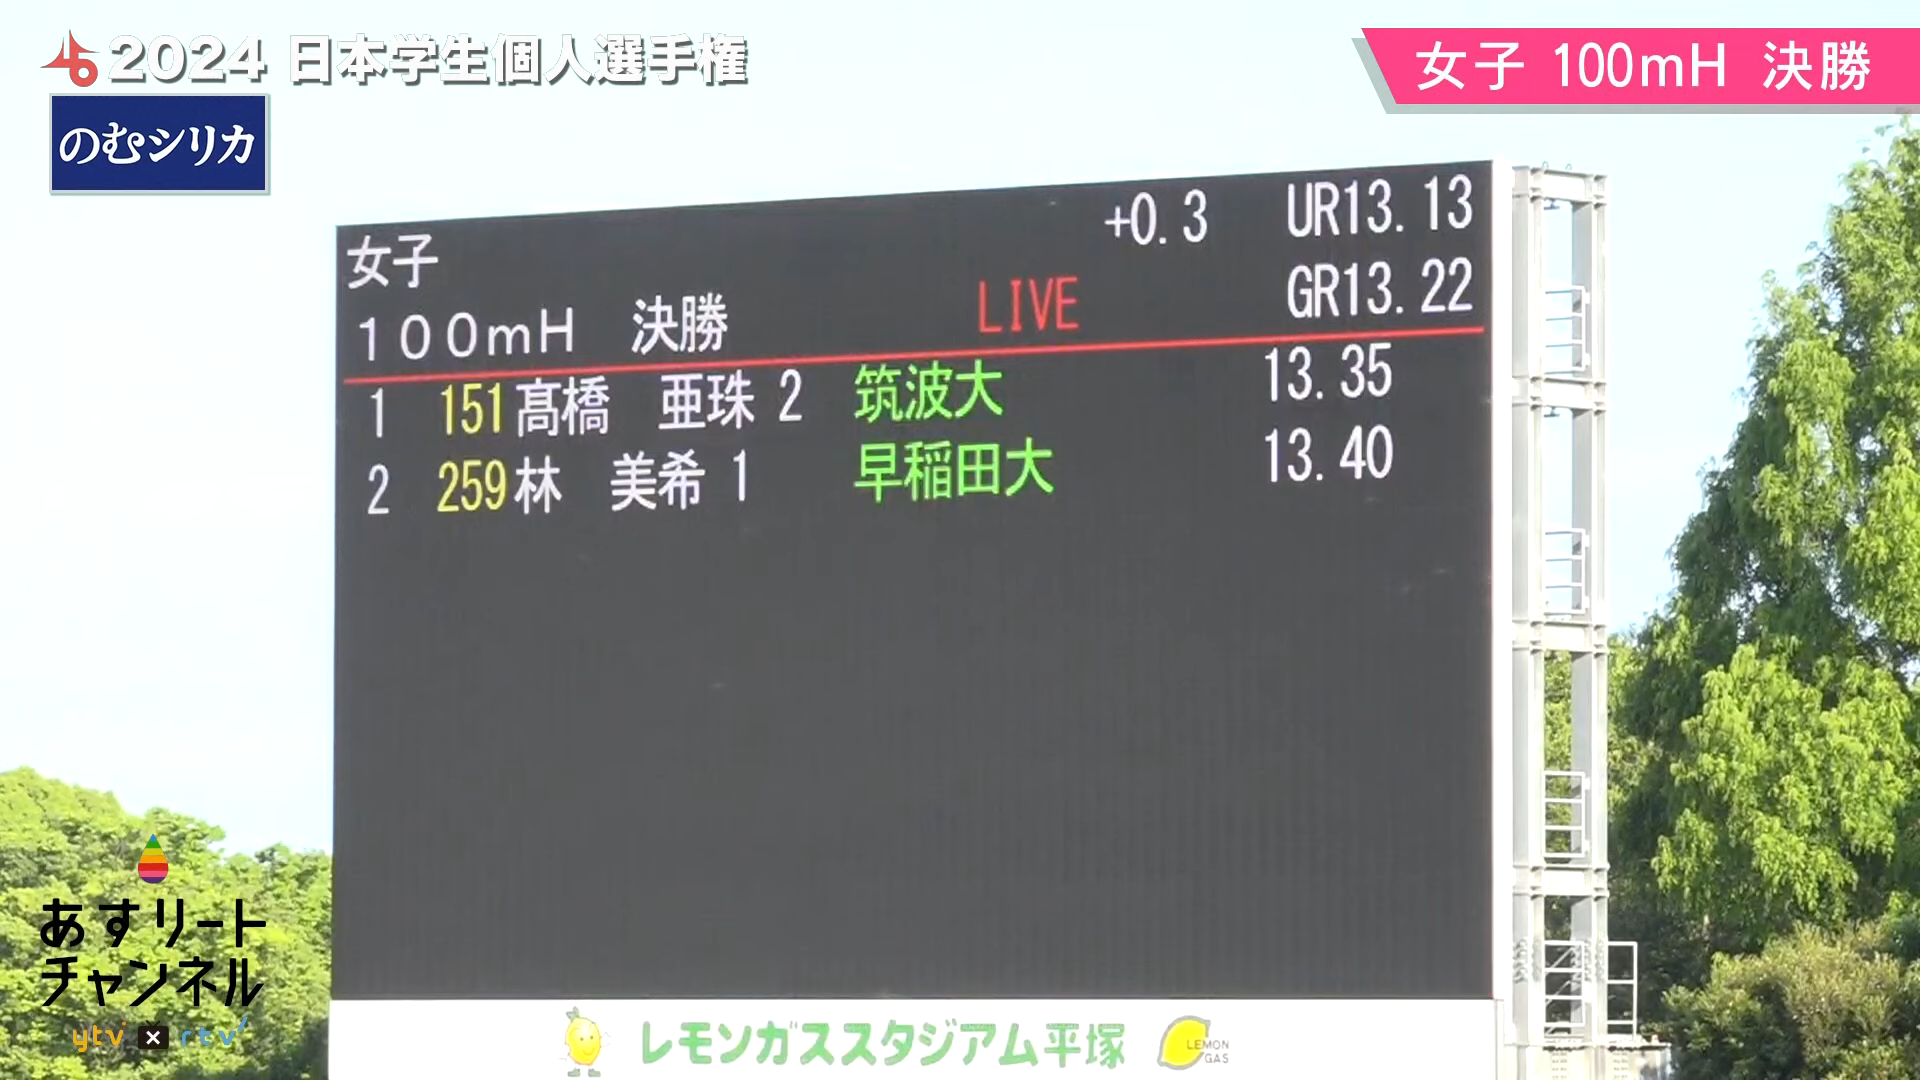 2024 日本学生個人選手権
女子 100mH 決勝
のむシリカ
+0.3 UR13.13
女子
GR13.22
100mH 決勝 LIVE
1 151 髙橋 亜珠 2 筑波大 13.35
2 259 林 美希 1 早稲田大 13.40
あすリート
チャンネル
ytv × rtv
レモンガススタジアム平塚
LEMON
GAS